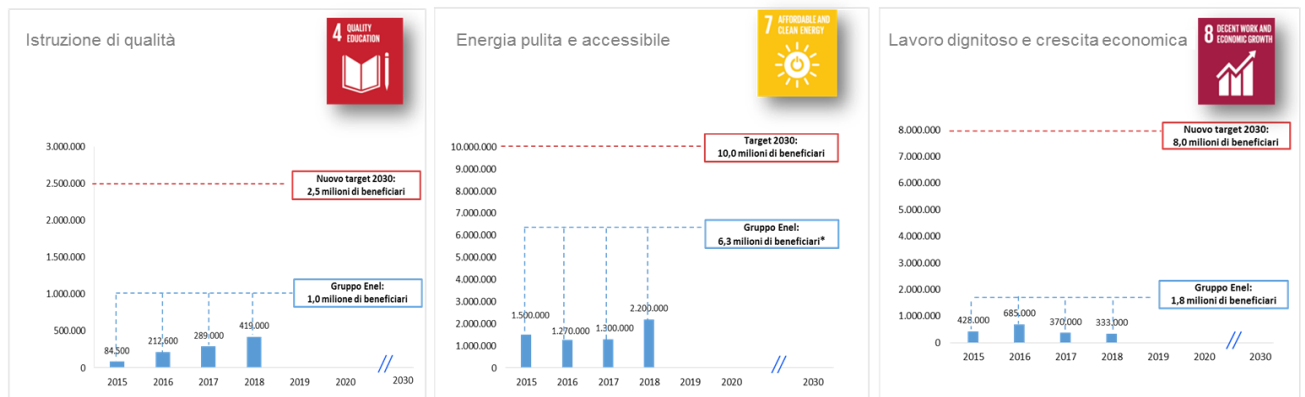 Istruzione di qualità
4 QUALITY
EDUCATION
3.000.000
2.500.000
2.000.000
1.500.000
1.000.000
500.000
0
Nuovo target 2030:
2,5 milioni di beneficiari
Gruppo Enel:
1,0 milione di beneficiari
84.500
212.600
289.000
419.000
2015 2016 2017 2018 2019 2020 2030
Energia pulita e accessibile
7 AFFORDABLE AND
CLEAN ENERGY
10.000.000
9.000.000
8.000.000
7.000.000
6.000.000
5.000.000
4.000.000
3.000.000
2.000.000
1.000.000
0
Target 2030:
10,0 milioni di beneficiari
Gruppo Enel:
6,3 milioni di beneficiari*
1.500.000
1.270.000
1.300.000
2.200.000
2015 2016 2017 2018 2019 2020 2030
Lavoro dignitoso e crescita economica
8 DECENT WORK AND
ECONOMIC GROWTH
8.000.000
7.000.000
6.000.000
5.000.000
4.000.000
3.000.000
2.000.000
1.000.000
0
Nuovo target 2030:
8,0 milioni di beneficiari
Gruppo Enel:
1,8 milioni di beneficiari
428.000
685.000
370.000
333.000
2015 2016 2017 2018 2019 2020 2030